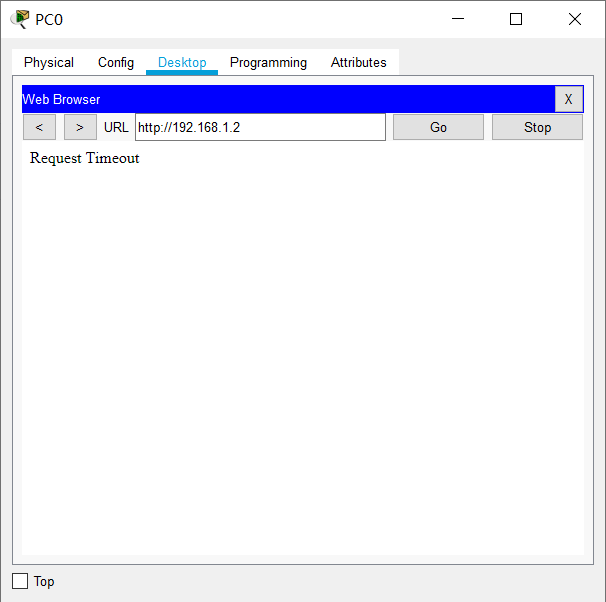 PC0
Physical Config Desktop Programming Attributes
Web Browser X
< > URL http://192.168.1.2 Go Stop
Request Timeout
Top